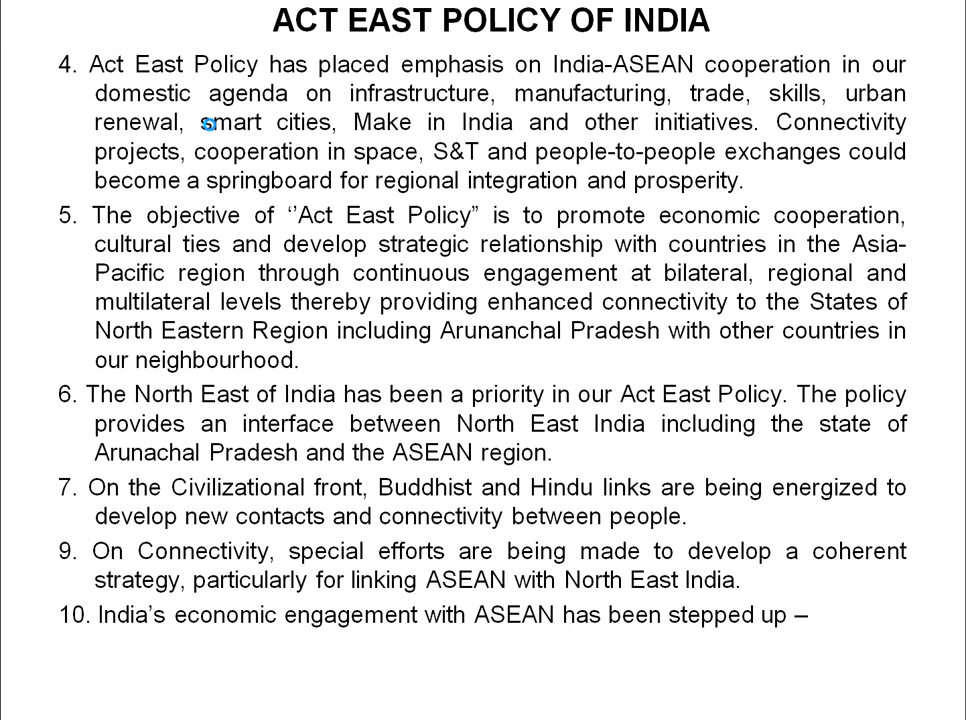 ACT EAST POLICY OF INDIA
4. Act East Policy has placed emphasis on India-ASEAN cooperation in our
domestic agenda on infrastructure, manufacturing, trade, skills, urban
renewal, smart cities, Make in India and other initiatives. Connectivity
projects, cooperation in space, S&T and people-to-people exchanges could
become a springboard for regional integration and prosperity.
5. The objective of ‘’Act East Policy” is to promote economic cooperation,
cultural ties and develop strategic relationship with countries in the Asia-
Pacific region through continuous engagement at bilateral, regional and
multilateral levels thereby providing enhanced connectivity to the States of
North Eastern Region including Arunanchal Pradesh with other countries in
our neighbourhood.
6. The North East of India has been a priority in our Act East Policy. The policy
provides an interface between North East India including the state of
Arunachal Pradesh and the ASEAN region.
7. On the Civilizational front, Buddhist and Hindu links are being energized to
develop new contacts and connectivity between people.
9. On Connectivity, special efforts are being made to develop a coherent
strategy, particularly for linking ASEAN with North East India.
10. India’s economic engagement with ASEAN has been stepped up –